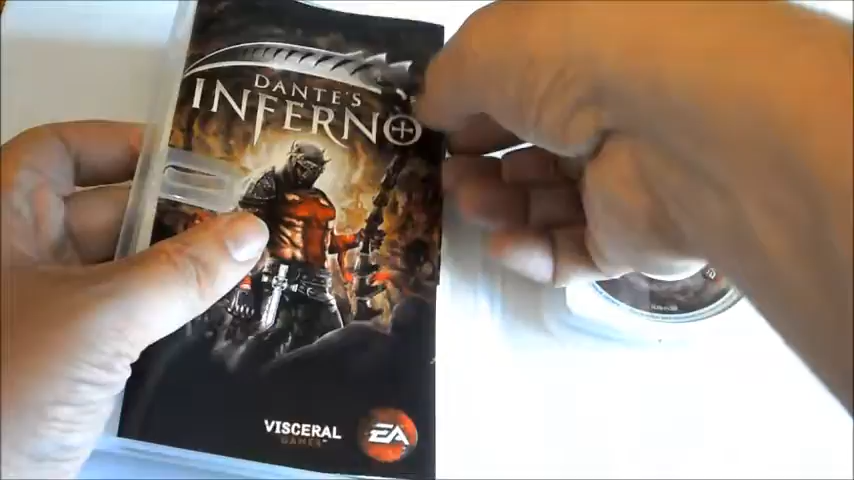 DANTE'S
INFERNO
VISCERAL
GAMES
EA